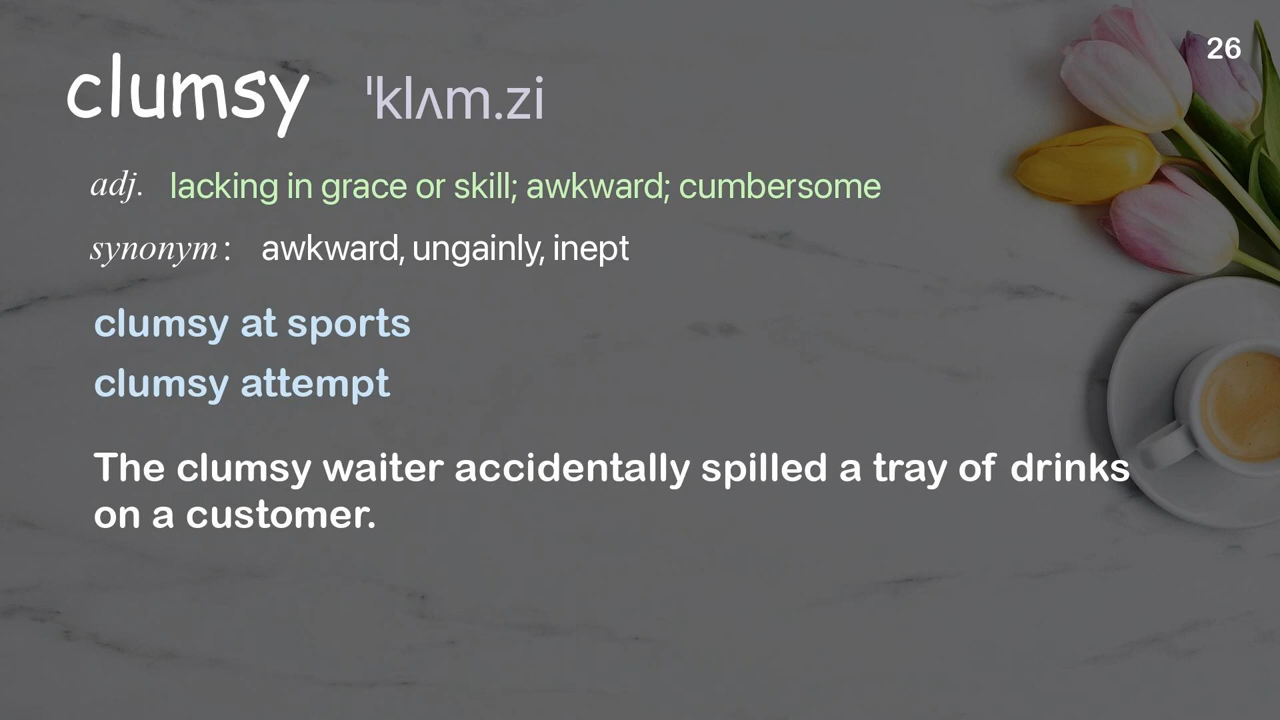 26
clumsy ˈklʌm.zi
adj. lacking in grace or skill; awkward; cumbersome
synonym : awkward, ungainly, inept
clumsy at sports
clumsy attempt
The clumsy waiter accidentally spilled a tray of drinks
on a customer.